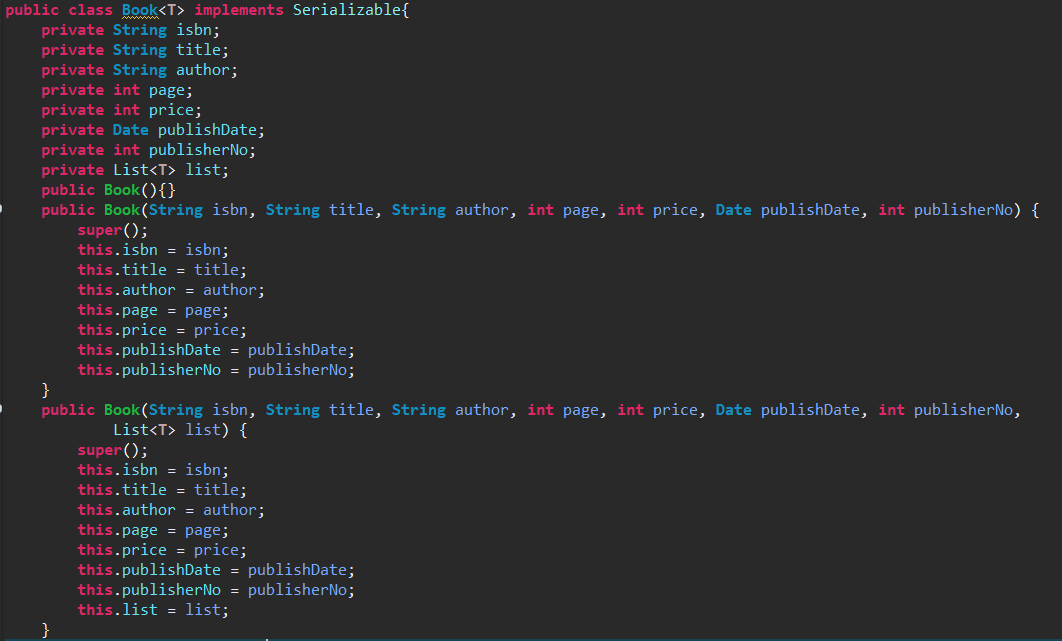 public class Book<T> implements Serializable{
    private String isbn;
    private String title;
    private String author;
    private int page;
    private int price;
    private Date publishDate;
    private int publisherNo;
    private List<T> list;
    public Book(){}
    public Book(String isbn, String title, String author, int page, int price, Date publishDate, int publisherNo) {
        super();
        this.isbn = isbn;
        this.title = title;
        this.author = author;
        this.page = page;
        this.price = price;
        this.publishDate = publishDate;
        this.publisherNo = publisherNo;
    }
    public Book(String isbn, String title, String author, int page, int price, Date publishDate, int publisherNo,
            List<T> list) {
        super();
        this.isbn = isbn;
        this.title = title;
        this.author = author;
        this.page = page;
        this.price = price;
        this.publishDate = publishDate;
        this.publisherNo = publisherNo;
        this.list = list;
    }